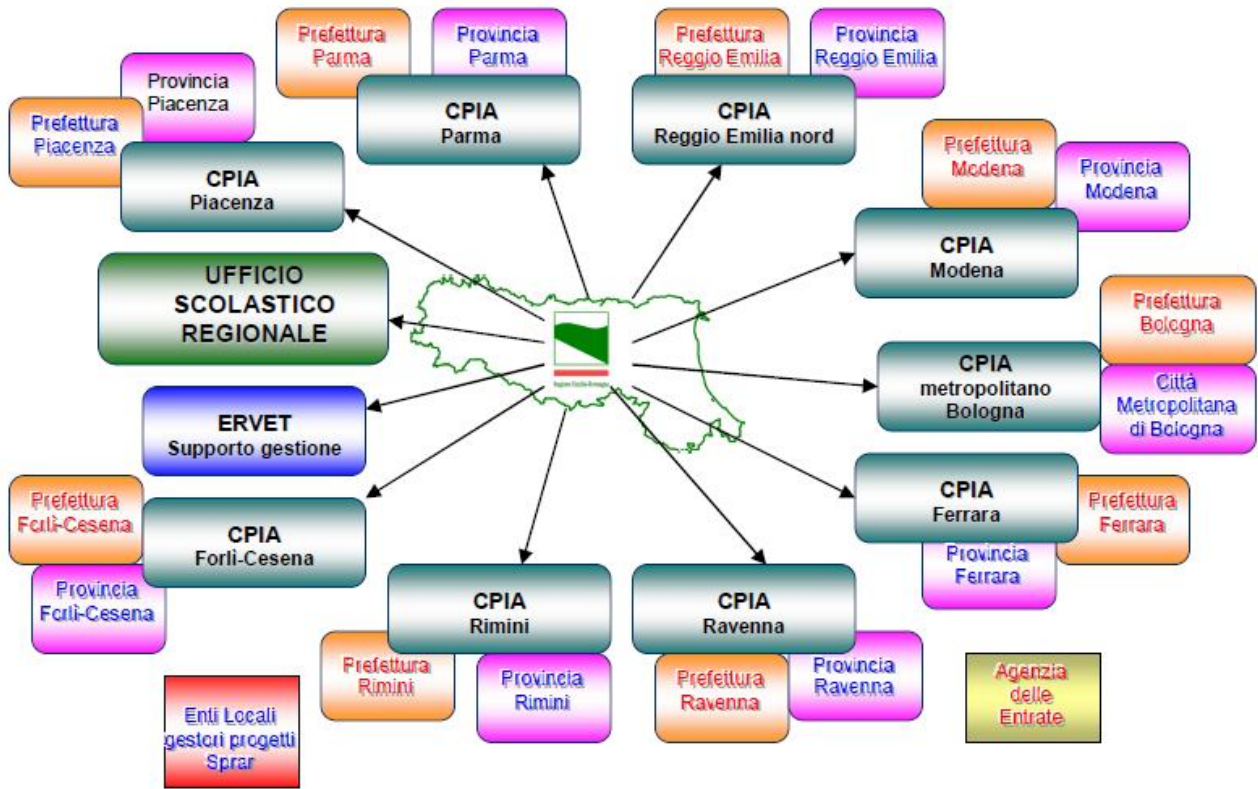 Prefettura
Parma
Provincia
Parma
Prefettura
Reggio Emilia
Provincia
Reggio Emilia
Provincia
Piacenza
Prefettura
Piacenza
CPIA
Parma
CPIA
Reggio Emilia nord
Prefettura
Modena
Provincia
Modena
CPIA
Piacenza
CPIA
Modena
UFFICIO
SCOLASTICO
REGIONALE
Prefettura
Bologna
CPIA
metropolitano
Bologna
Città
Metropolitana
di Bologna
Regione Emilia-Romagna
ERVET
Supporto gestione
Prefettura
Forlì-Cesena
CPIA
Forlì-Cesena
Provincia
Forlì-Cesena
CPIA
Ferrara
Prefettura
Ferrara
Provincia
Ferrara
CPIA
Rimini
CPIA
Ravenna
Prefettura
Rimini
Provincia
Rimini
Prefettura
Ravenna
Provincia
Ravenna
Enti Locali
gestori progetti
Sprar
Agenzia
delle
Entrate